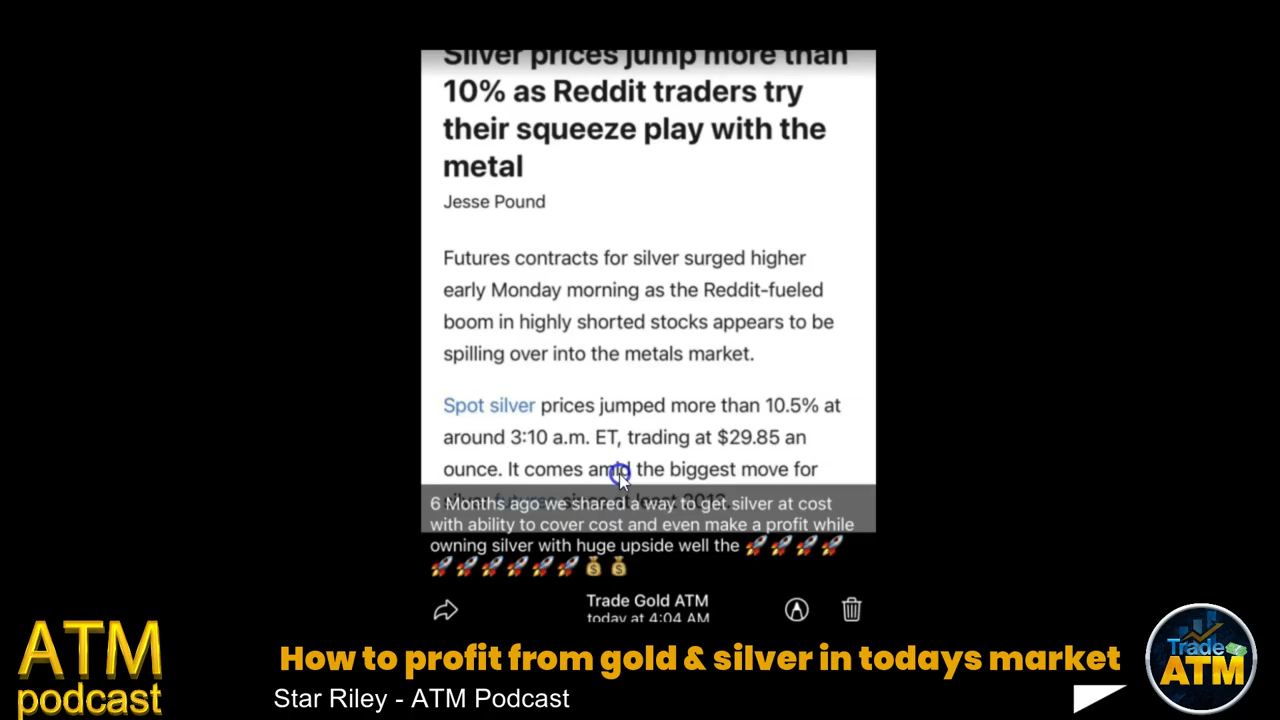 Silver prices jump more than
10% as Reddit traders try
their squeeze play with the
metal
Jesse Pound
Futures contracts for silver surged higher
early Monday morning as the Reddit-fueled
boom in highly shorted stocks appears to be
spilling over into the metals market.
Spot silver prices jumped more than 10.5% at
around 3:10 a.m. ET, trading at $29.85 an
ounce. It comes amid the biggest move for
silver futures since at least 2013.
6 Months ago we shared a way to get silver at cost
with ability to cover cost and even make a profit while
owning silver with huge upside well the 🚀🚀🚀🚀
🚀🚀🚀🚀🚀🚀💰💰
Trade Gold ATM
today at 4:04 AM
ATM
podcast
How to profit from gold & silver in todays market
Star Riley - ATM Podcast
Trade
ATM